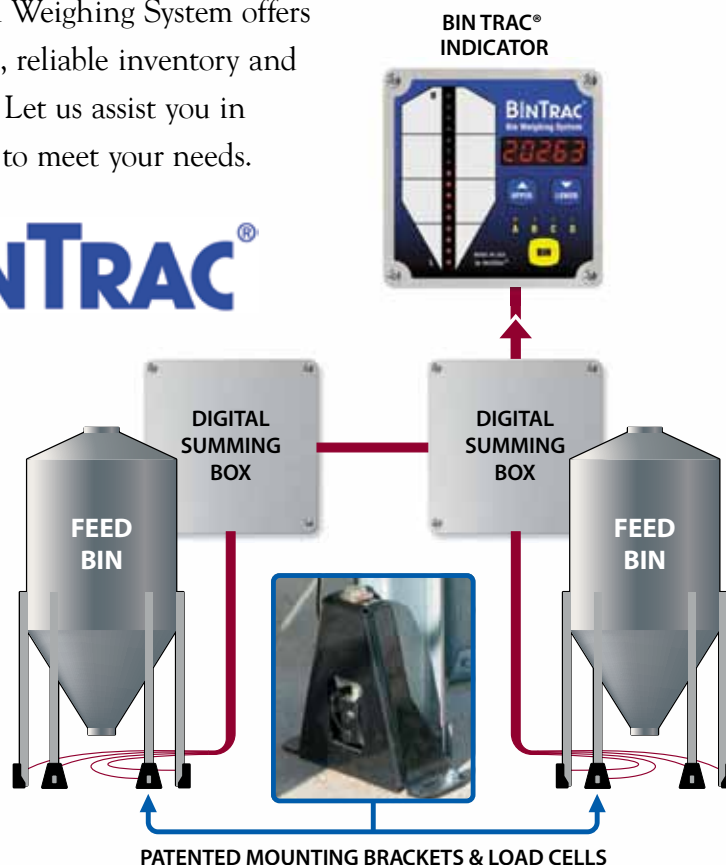 Weighing System offers
, reliable inventory and
Let us assist you in
to meet your needs.
BIN TRAC®
INDICATOR
BINTRAC
Bin Weighing System
20263
UPPER
LOWER
A B C D
BIN
H
L
NTRAC®
DIGITAL
SUMMING
BOX
DIGITAL
SUMMING
BOX
FEED
BIN
FEED
BIN
PATENTED MOUNTING BRACKETS & LOAD CELLS